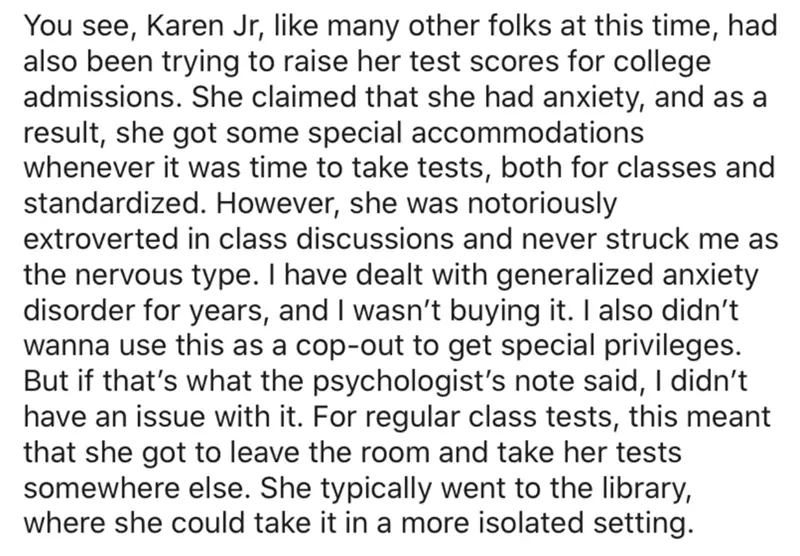 You see, Karen Jr, like many other folks at this time, had
also been trying to raise her test scores for college
admissions. She claimed that she had anxiety, and as a
result, she got some special accommodations
whenever it was time to take tests, both for classes and
standardized. However, she was notoriously
extroverted in class discussions and never struck me as
the nervous type. I have dealt with generalized anxiety
disorder for years, and I wasn’t buying it. I also didn’t
wanna use this as a cop-out to get special privileges.
But if that’s what the psychologist’s note said, I didn’t
have an issue with it. For regular class tests, this meant
that she got to leave the room and take her tests
somewhere else. She typically went to the library,
where she could take it in a more isolated setting.